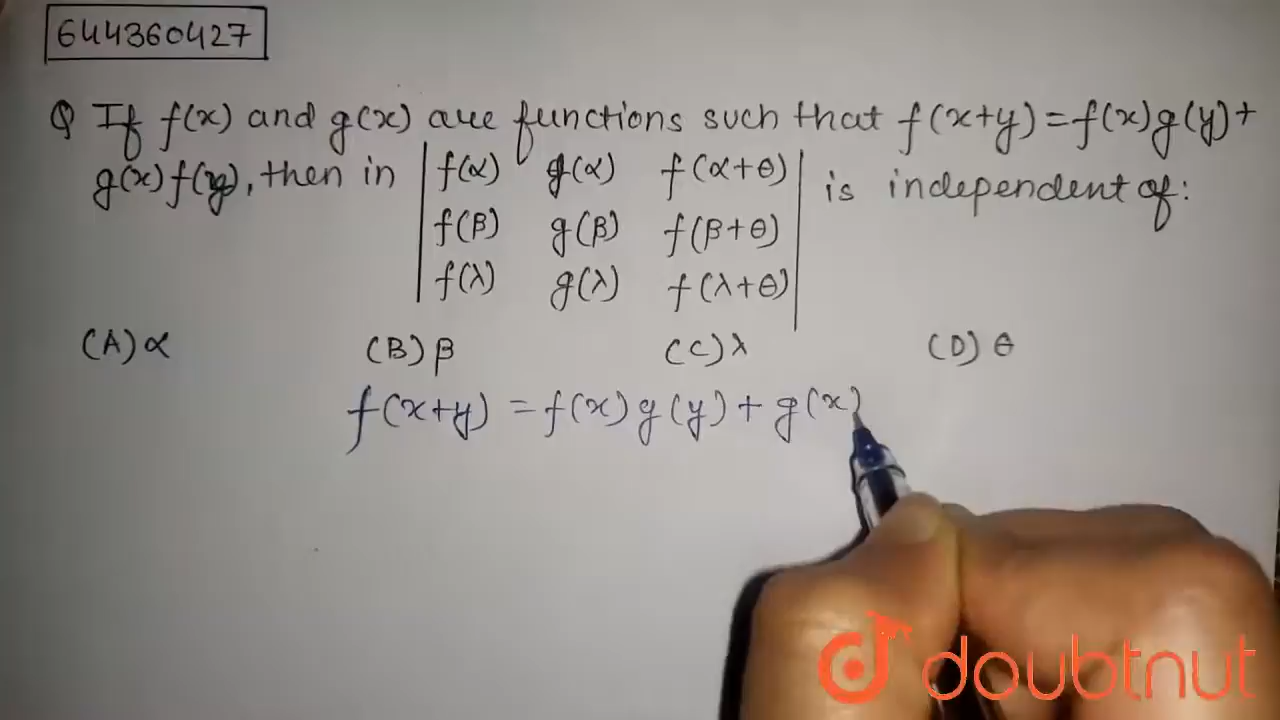 644360427
Q If f(x) and g(x) are functions such that f(x+y)=f(x)g(y)+
g(x)f(y), then in | f(α) g(α) f(α+θ) | is independent of:
| f(β) g(β) f(β+θ) |
| f(λ) g(λ) f(λ+θ) |
(A) α (B) β (C) λ (D) θ
f(x+y) = f(x) g(y) + g(x)
doubtnut